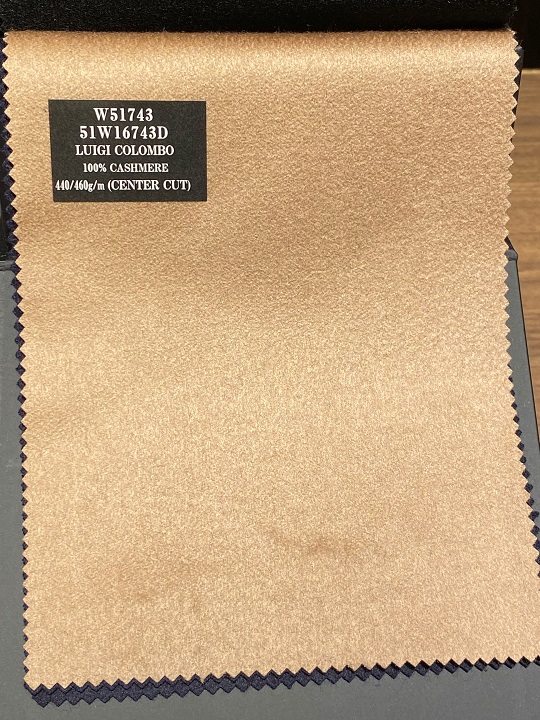 W51743
51W16743D
LUIGI COLOMBO
100% CASHMERE
440/460g/m (CENTER CUT)